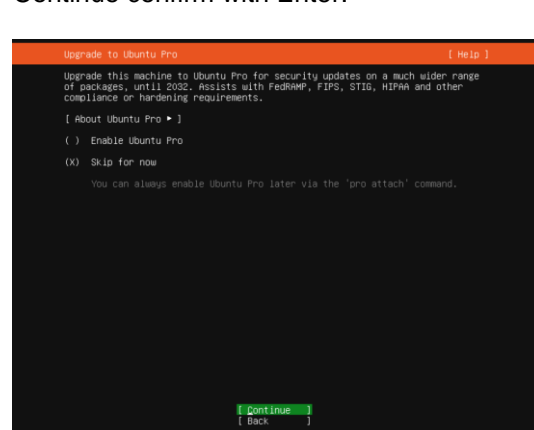 Continue confirm with Enter.
Upgrade to Ubuntu Pro [ Help ]
Upgrade this machine to Ubuntu Pro for security updates on a much wider range
of packages, until 2032. Assists with FedRAMP, FIPS, STIG, HIPAA and other
compliance or hardening requirements.
[ About Ubuntu Pro ► ]
( ) Enable Ubuntu Pro
(X) Skip for now
You can always enable Ubuntu Pro later via the 'pro attach' command.
[ Continue ]
[ Back ]